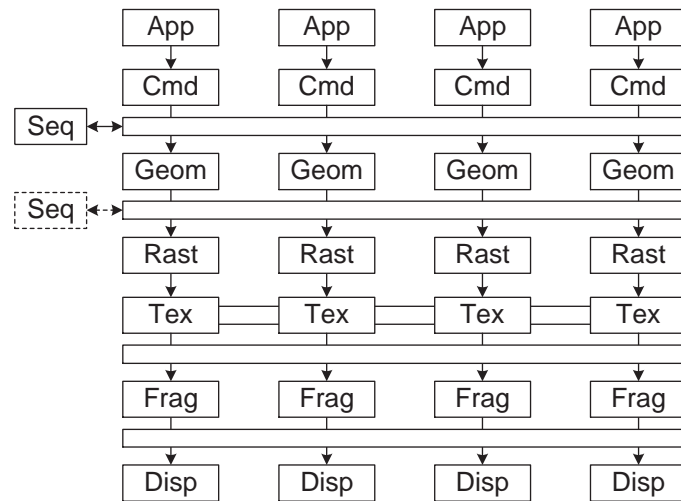 App App App App
Cmd Cmd Cmd Cmd
Seq
Geom Geom Geom Geom
Seq
Rast Rast Rast Rast
Tex Tex Tex Tex
Frag Frag Frag Frag
Disp Disp Disp Disp